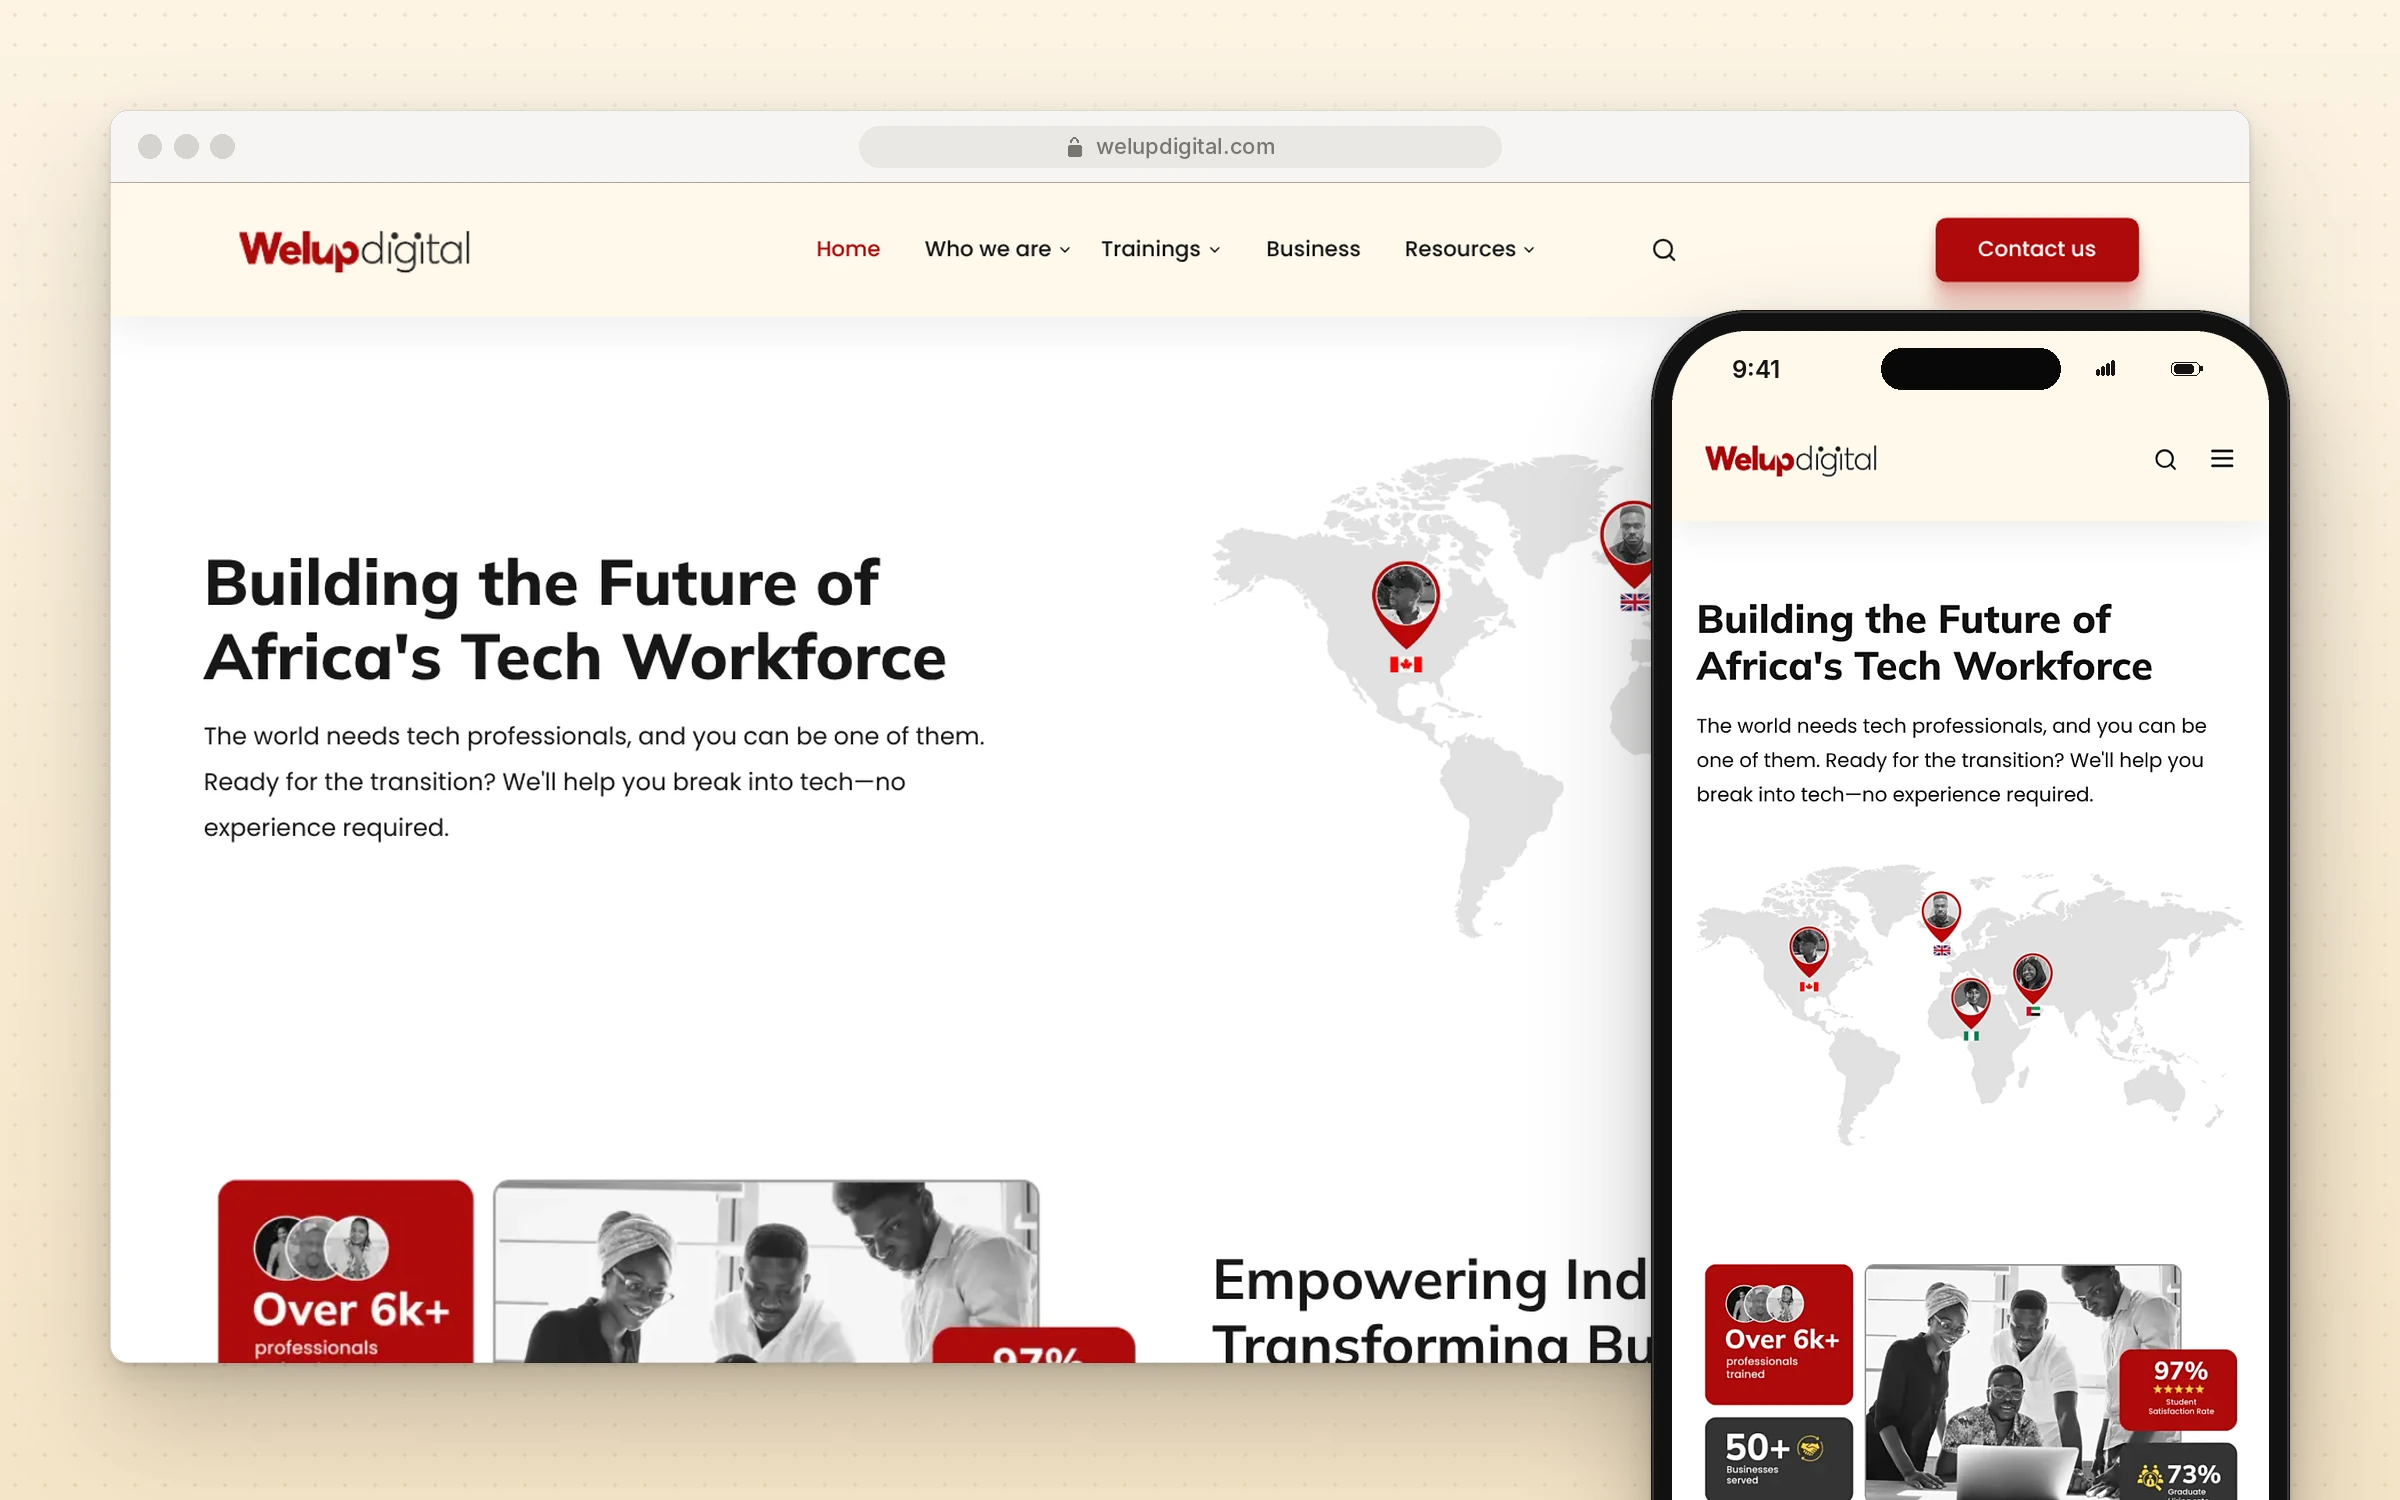 welupdigital.com
Welupdigital
Home
Who we are
Trainings
Business
Resources
Contact us
Building the Future of
Africa's Tech Workforce
The world needs tech professionals, and you can be one of them.
Ready for the transition? We'll help you break into tech—no
experience required.
Over 6k+
professionals
97%
Empowering Ind
Transforming Bu
9:41
Welupdigital
Building the Future of
Africa's Tech Workforce
The world needs tech professionals, and you can be
one of them. Ready for the transition? We'll help you
break into tech—no experience required.
Over 6k+
professionals
trained
97%
Student
Satisfaction Rate
50+
Businesses
served
73%
Graduate